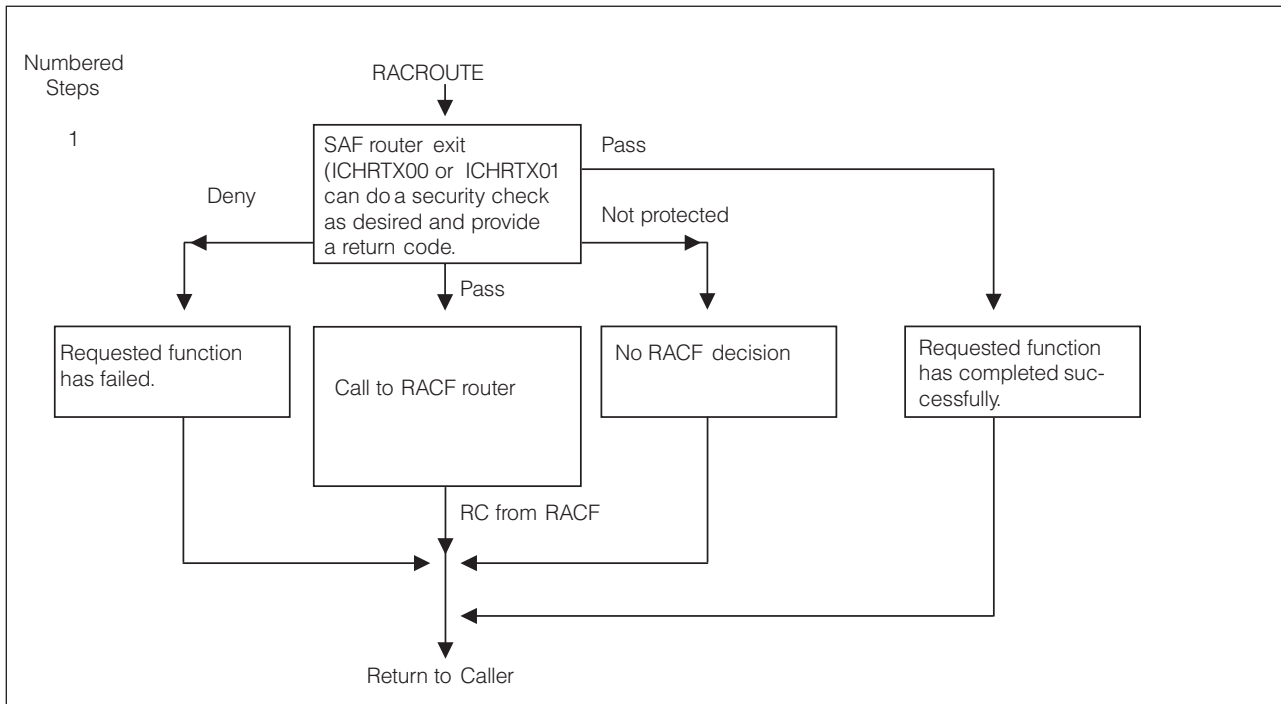 Numbered
Steps
RACROUTE
1
SAF router exit
(ICHRTX00 or ICHRTX01
can do a security check
as desired and provide
a return code.
Pass
Deny
Not protected
Pass
Requested function
has failed.
Call to RACF router
No RACF decision
Requested function
has completed suc-
cessfully.
RC from RACF
Return to Caller